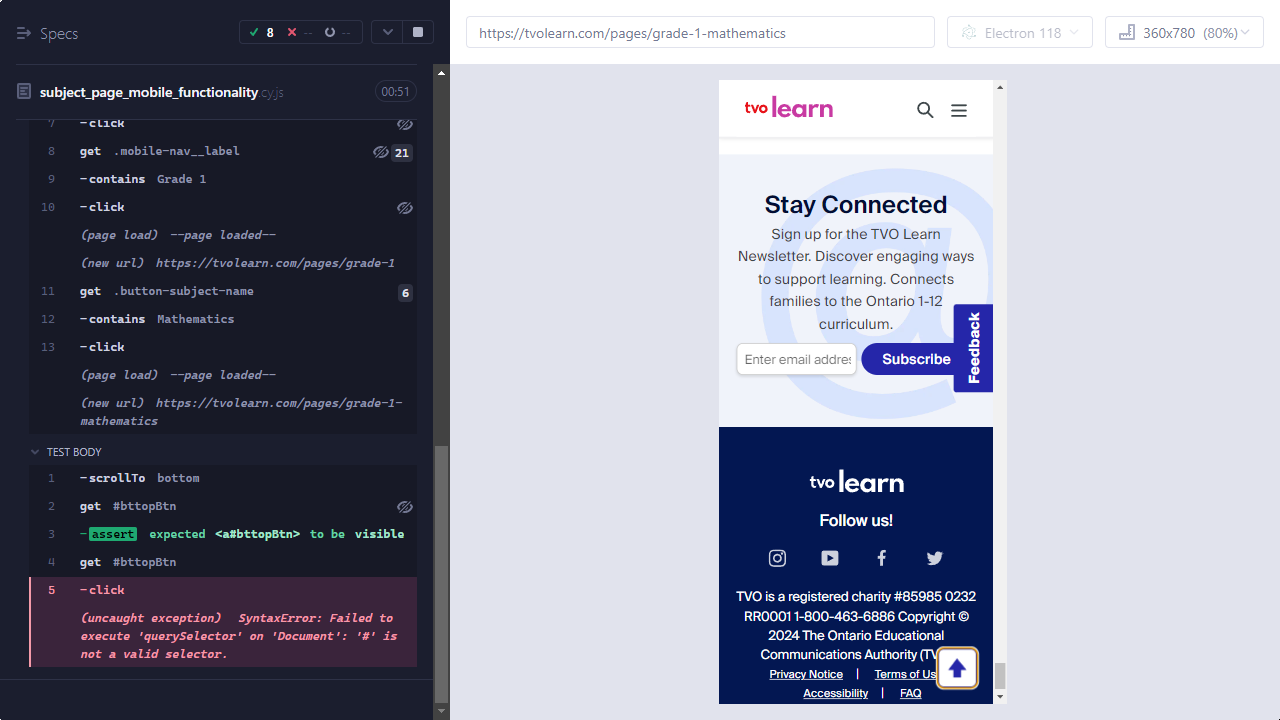 Specs
8
--
--
https://tvolearn.com/pages/grade-1-mathematics
Electron 118
360x780 (80%)
subject_page_mobile_functionality.cy.js
00:51
7 -click
8 get .mobile-nav__label 21
9 -contains Grade 1
10 -click
(page load) --page loaded--
(new url) https://tvolearn.com/pages/grade-1
11 get .button-subject-name 6
12 -contains Mathematics
13 -click
(page load) --page loaded--
(new url) https://tvolearn.com/pages/grade-1-
mathematics
TEST BODY
1 -scrollTo bottom
2 get #bttopBtn
3 -assert expected <a#bttopBtn> to be visible
4 get #bttopBtn
5 -click
(uncaught exception) SyntaxError: Failed to
execute 'querySelector' on 'Document': '#' is
not a valid selector.
tvo learn
Stay Connected
Sign up for the TVO Learn
Newsletter. Discover engaging ways
to support learning. Connects
families to the Ontario 1-12
curriculum.
Enter email addres
Subscribe
Feedback
tvo learn
Follow us!
TVO is a registered charity #85985 0232
RR0001 1-800-463-6886 Copyright ©
2024 The Ontario Educational
Communications Authority (TV
Privacy Notice | Terms of Us
Accessibility | FAQ